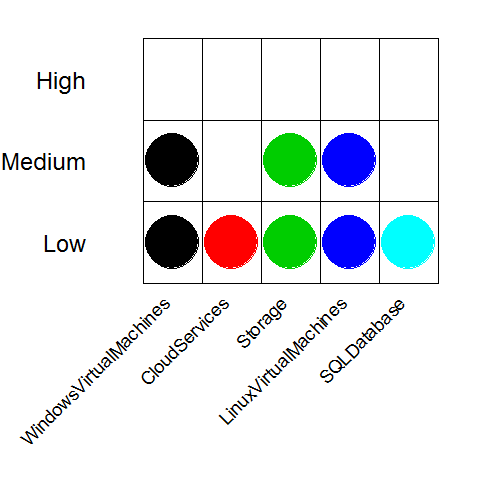 High
Medium
Low
WindowsVirtualMachines
CloudServices
Storage
LinuxVirtualMachines
SQLDatabase